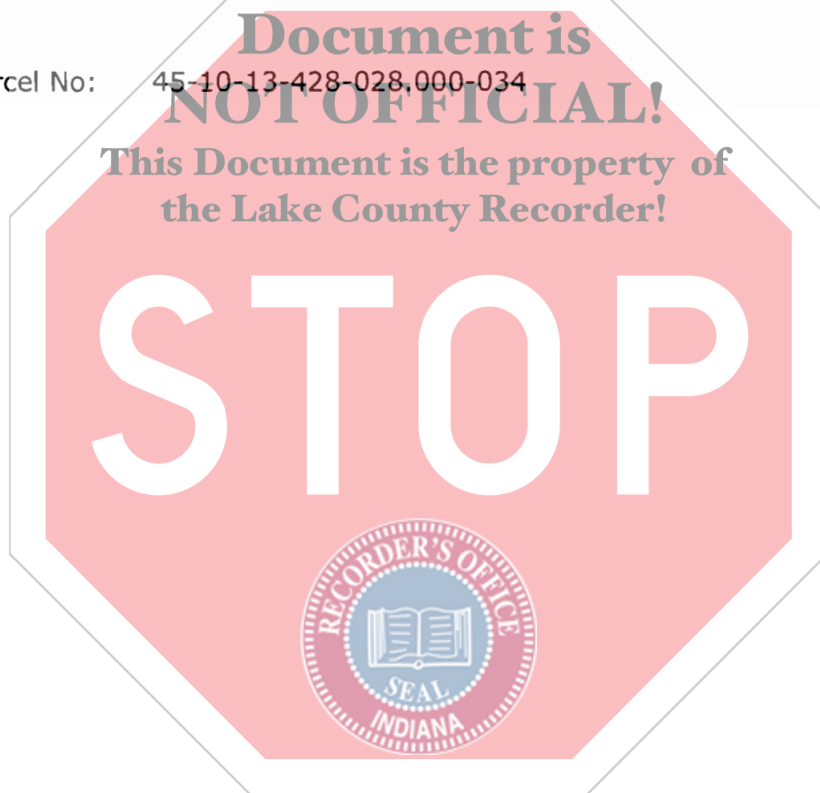 Document is
rcel No: 45-10-13-428-028.000-034
NOT OFFICIAL!
This Document is the property of
the Lake County Recorder!
STOP
RECORDER'S OFFICE
SEAL
INDIANA